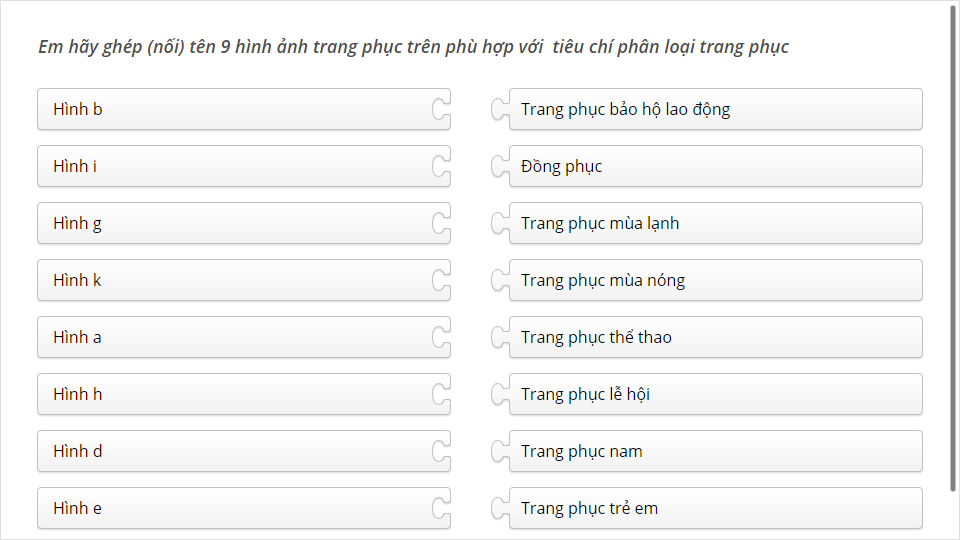 Em hãy ghép (nối) tên 9 hình ảnh trang phục trên phù hợp với tiêu chí phân loại trang phục
Hình b
Trang phục bảo hộ lao động
Hình i
Đồng phục
Hình g
Trang phục mùa lạnh
Hình k
Trang phục mùa nóng
Hình a
Trang phục thể thao
Hình h
Trang phục lễ hội
Hình d
Trang phục nam
Hình e
Trang phục trẻ em